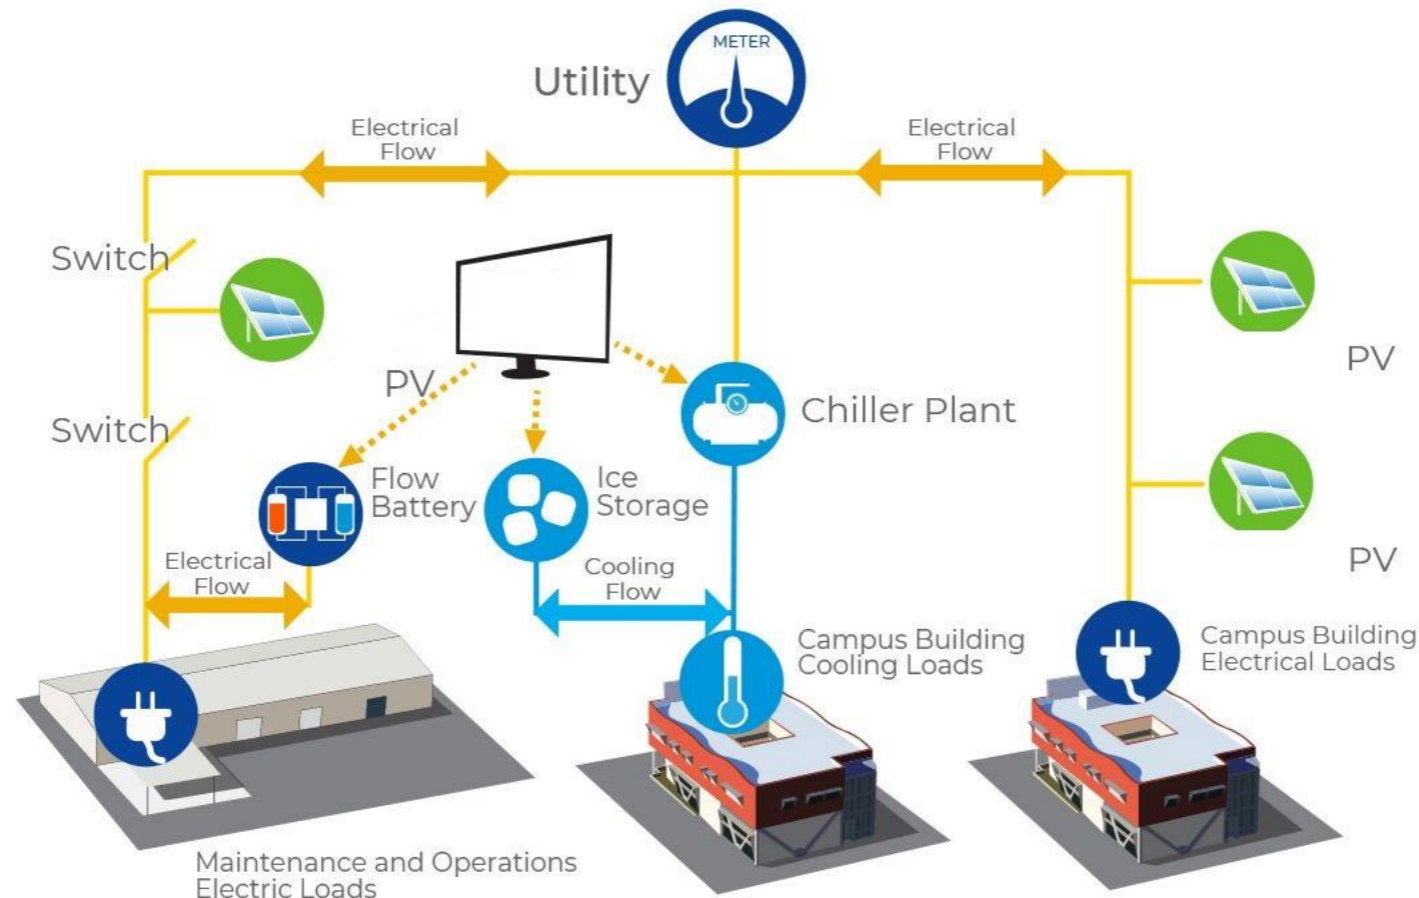 METER
Utility
Electrical
Flow
Electrical
Flow
Switch
PV
PV
Chiller Plant
Switch
Flow
Battery
Ice
Storage
Electrical
Flow
Cooling
Flow
PV
Campus Building
Cooling Loads
Campus Building
Electrical Loads
Maintenance and Operations
Electric Loads